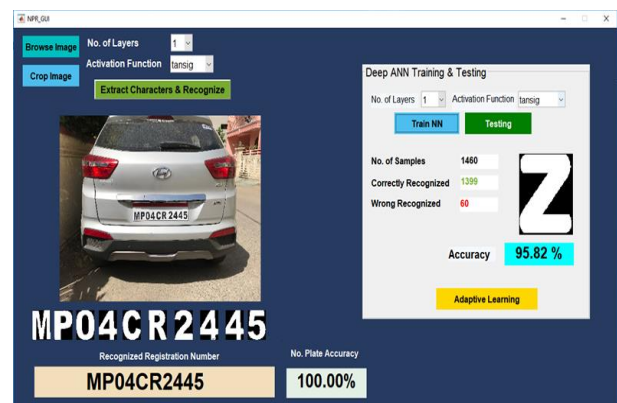 NPR_GUI
Browse Image
No. of Layers
1
Activation Function
tansig
Crop Image
Extract Characters & Recognize
MP04CR2445
MP04CR2445
Recognized Registration Number
MP04CR2445
No. Plate Accuracy
100.00%
Deep ANN Training & Testing
No. of Layers
1
Activation Function
tansig
Train NN
Testing
No. of Samples
1460
Correctly Recognized
1399
Wrong Recognized
60
Z
Accuracy
95.82 %
Adaptive Learning